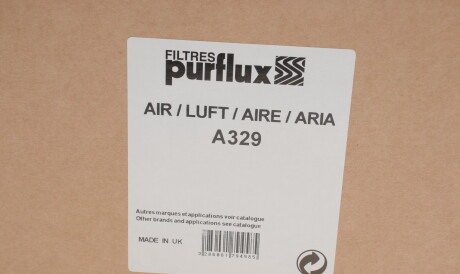 FILTRES
purflux
AIR / LUFT / AIRE / ARIA
A329
Autres marques et applications voir catalogue
Other brands and applications see catalogue
MADE IN UK